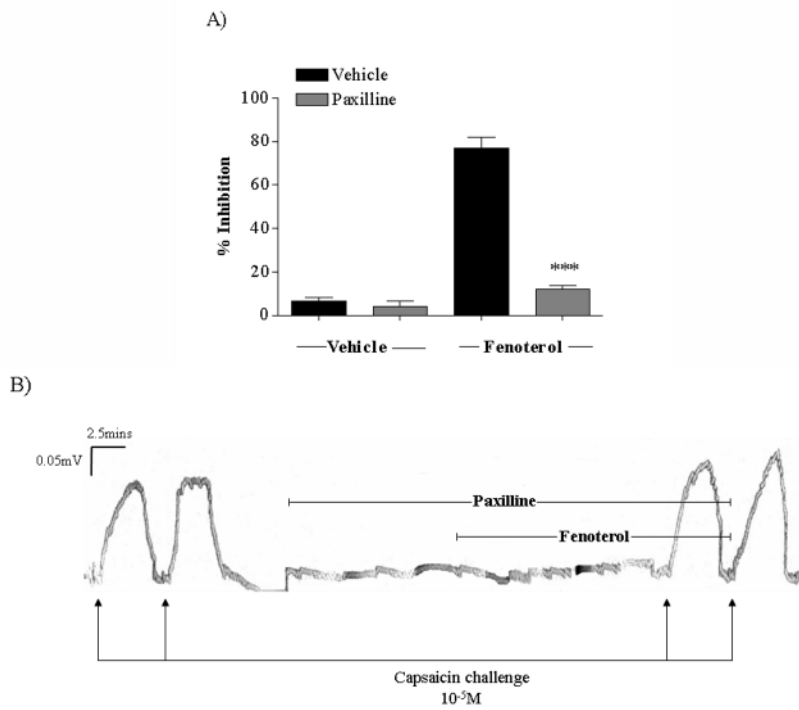 A)
Vehicle
Paxilline
100
80
60
40
20
0
% Inhibition
***
Vehicle
Fenoterol
B)
2.5mins
0.05mV
Paxilline
Fenoterol
Capsaicin challenge
10-5M